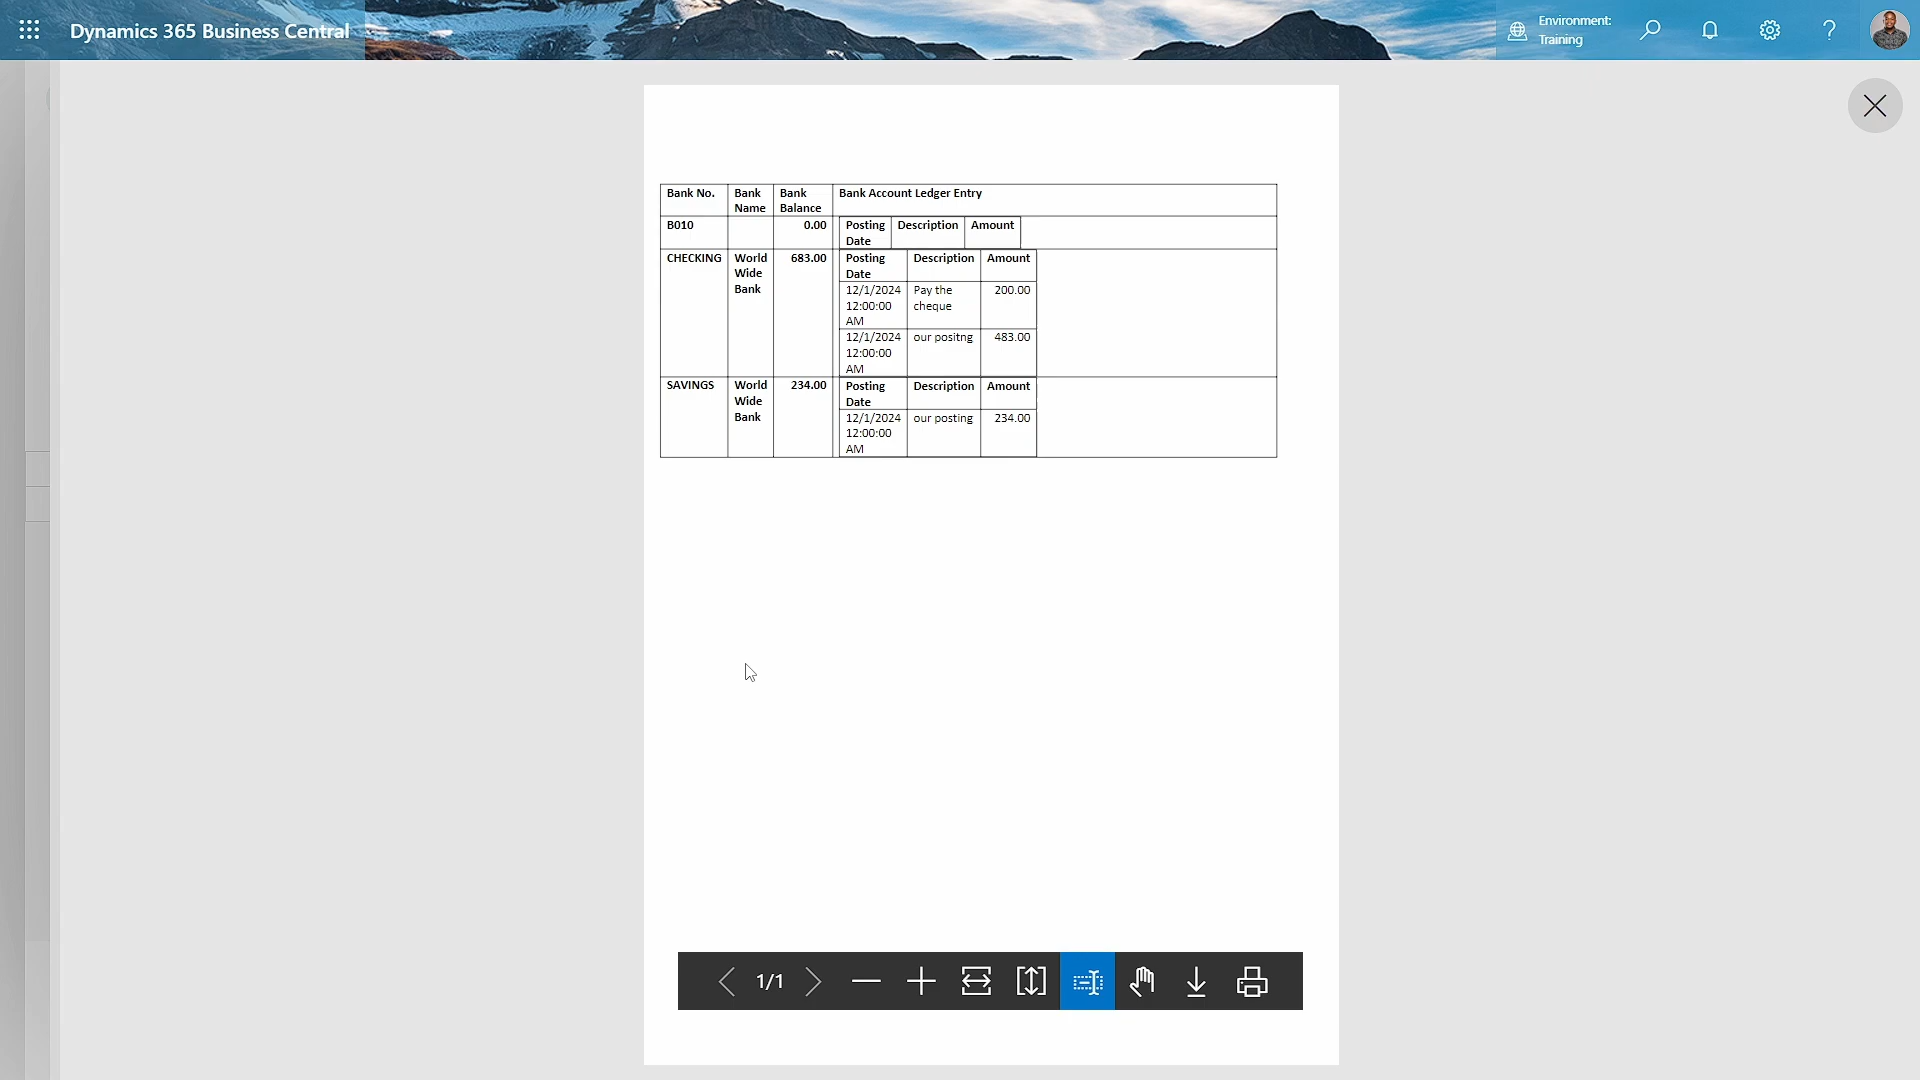 Dynamics 365 Business Central
Environment:
Training
?
Bank No.
Bank
Name
Bank
Balance
Bank Account Ledger Entry
B010
0.00
Posting
Date
Description
Amount
CHECKING
World
Wide
Bank
683.00
Posting
Date
Description
Amount
12/1/2024
12:00:00
AM
Pay the
cheque
200.00
12/1/2024
12:00:00
AM
our positng
483.00
SAVINGS
World
Wide
Bank
234.00
Posting
Date
Description
Amount
12/1/2024
12:00:00
AM
our posting
234.00
1/1